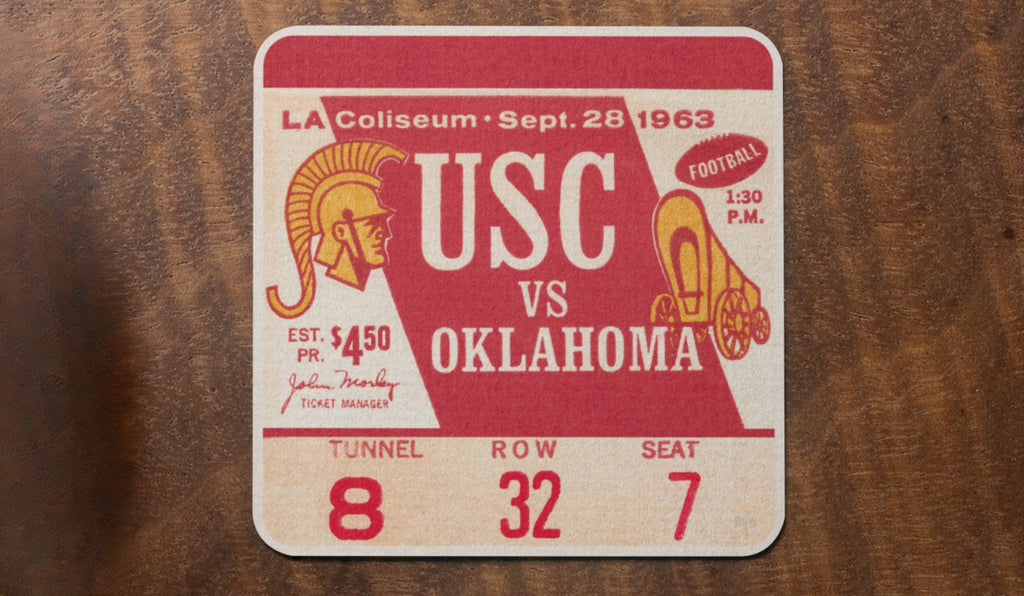 LA Coliseum • Sept. 28 1963
FOOTBALL
1:30
P.M.
USC
VS
OKLAHOMA
EST.
PR. $4.50
John Morley
TICKET MANAGER
TUNNEL ROW SEAT
8 32 7